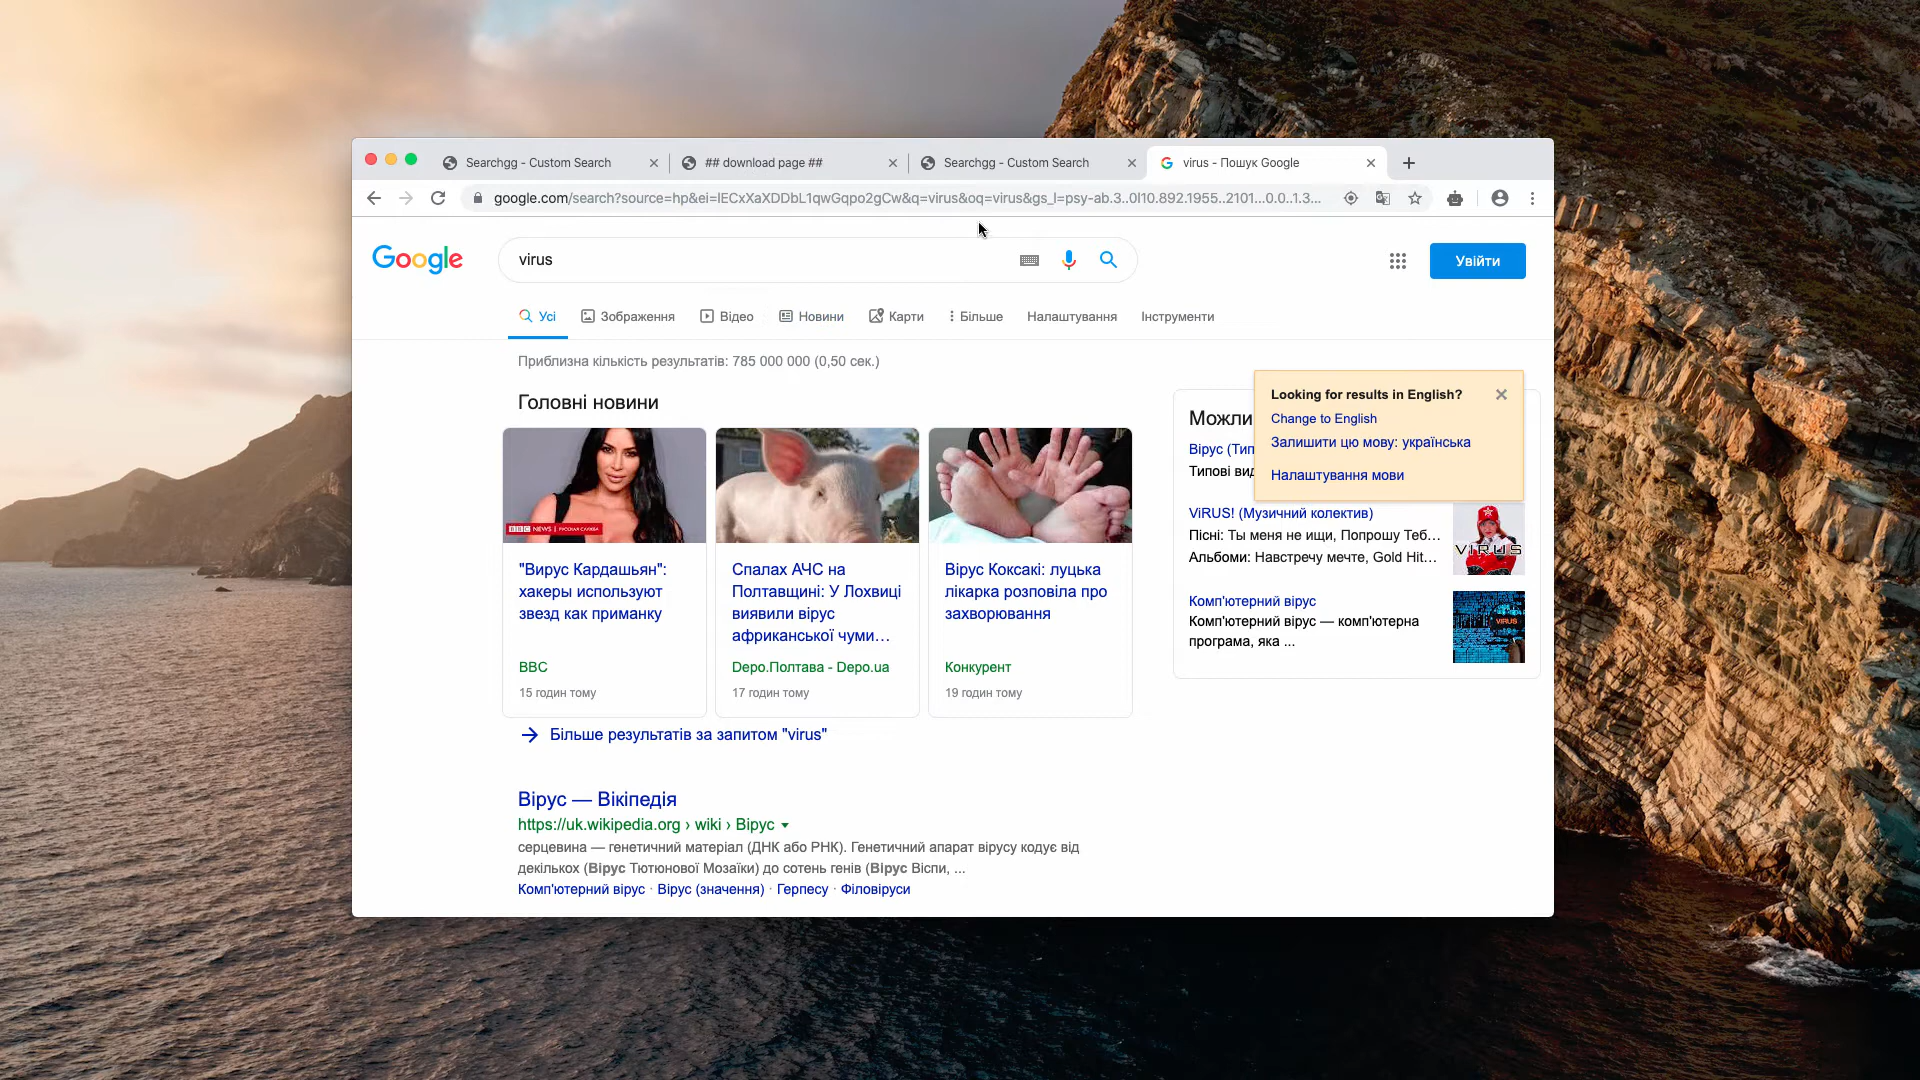 Searchgg - Custom Search
## download page ##
Searchgg - Custom Search
virus - Пошук Google
google.com/search?source=hp&ei=lECxXaXDDbL1qwGqpo2gCw&q=virus&oq=virus&gs_l=psy-ab.3..0l10.892.1955..2101...0.0..1.3...
Google
virus
Увійти
Усі
Зображення
Відео
Новини
Карти
Більше
Налаштування
Інструменти
Приблизна кількість результатів: 785 000 000 (0,50 сек.)
Головні новини
BBC NEWS | РУССКАЯ СЛУЖБА
"Вирус Кардашьян":
хакеры используют
звезд как приманку
BBC
15 годин тому
Спалах АЧС на
Полтавщині: У Лохвиці
виявили вірус
африканської чуми...
Depo.Полтава - Depo.ua
17 годин тому
Вірус Коксакі: луцька
лікарка розповіла про
захворювання
Конкурент
19 годин тому
Більше результатів за запитом "virus"
Вірус — Вікіпедія
https://uk.wikipedia.org › wiki › Вірус
серцевина — генетичний матеріал (ДНК або РНК). Генетичний апарат вірусу кодує від
декількох (Вірус Тютюнової Мозаїки) до сотень генів (Вірус Віспи, ...
Комп'ютерний вірус · Вірус (значення) · Герпесу · Філовіруси
Looking for results in English?
Change to English
Залишити цю мову: українська
Налаштування мови
Можли
Вірус (Тип
Типові вид
ViRUS! (Музичний колектив)
Пісні: Ты меня не ищи, Попрошу Теб...
Альбоми: Навстречу мечте, Gold Hit...
VIRUS
Комп'ютерний вірус
Комп'ютерний вірус — комп'ютерна
програма, яка ...
VIRUS